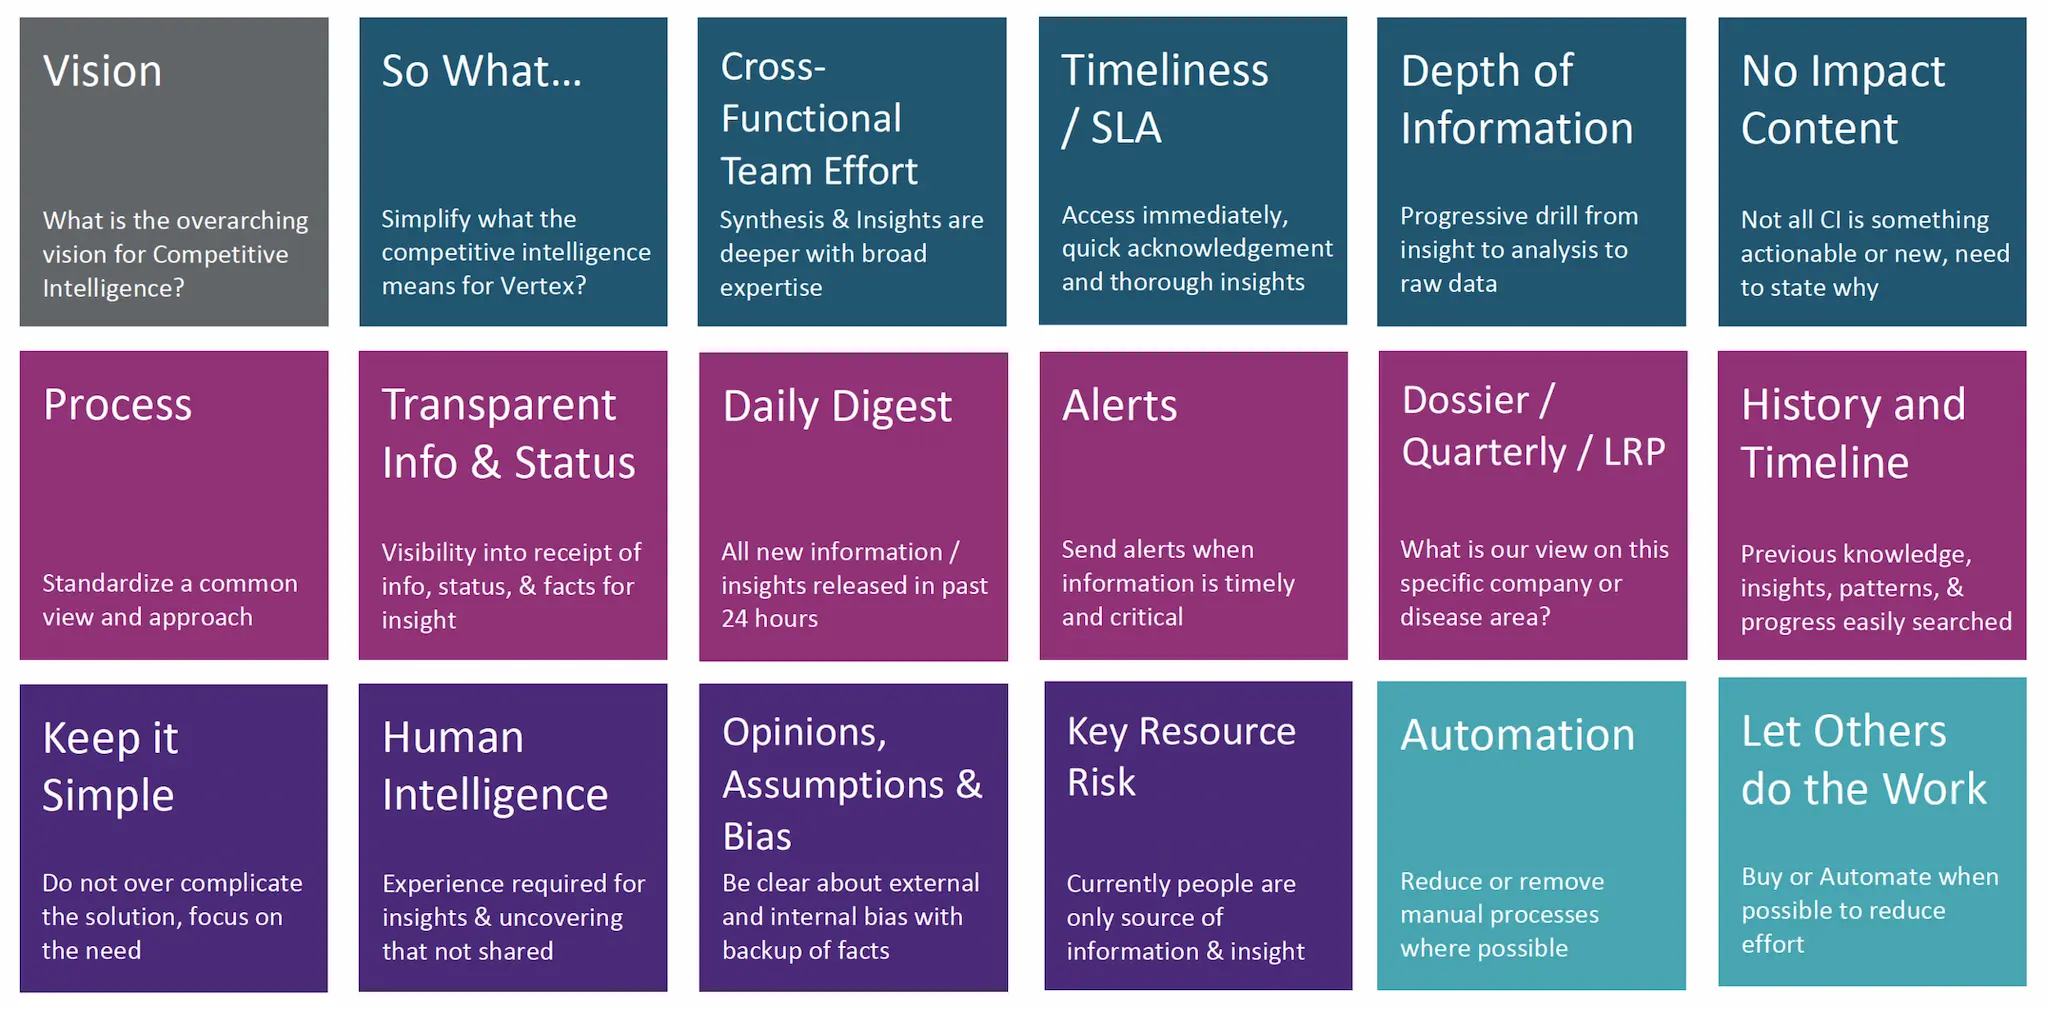 Vision
What is the overarching
vision for Competitive
Intelligence?
So What...
Simplify what the
competitive intelligence
means for Vertex?
Cross-
Functional
Team Effort
Synthesis & Insights are
deeper with broad
expertise
Timeliness
/ SLA
Access immediately,
quick acknowledgement
and thorough insights
Depth of
Information
Progressive drill from
insight to analysis to
raw data
No Impact
Content
Not all CI is something
actionable or new, need
to state why
Process
Standardize a common
view and approach
Transparent
Info & Status
Visibility into receipt of
info, status, & facts for
insight
Daily Digest
All new information /
insights released in past
24 hours
Alerts
Send alerts when
information is timely
and critical
Dossier /
Quarterly / LRP
What is our view on this
specific company or
disease area?
History and
Timeline
Previous knowledge,
insights, patterns, &
progress easily searched
Keep it
Simple
Do not over complicate
the solution, focus on
the need
Human
Intelligence
Experience required for
insights & uncovering
that not shared
Opinions,
Assumptions &
Bias
Be clear about external
and internal bias with
backup of facts
Key Resource
Risk
Currently people are
only source of
information & insight
Automation
Reduce or remove
manual processes
where possible
Let Others
do the Work
Buy or Automate when
possible to reduce
effort